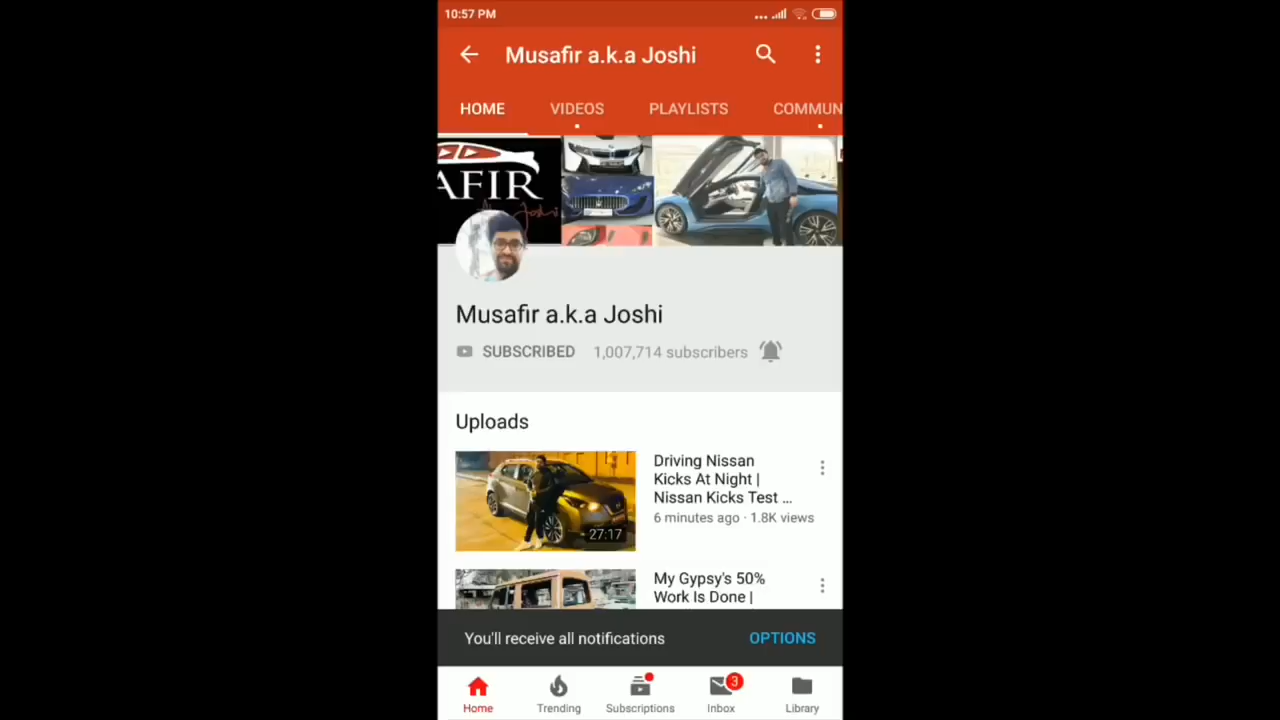 10:57 PM
Musafir a.k.a Joshi
HOME VIDEOS PLAYLISTS COMMUN
AFIR
Joshi
Musafir a.k.a Joshi
SUBSCRIBED 1,007,714 subscribers
Uploads
Driving Nissan
Kicks At Night |
Nissan Kicks Test ...
6 minutes ago · 1.8K views
27:17
My Gypsy's 50%
Work Is Done |
You'll receive all notifications OPTIONS
3
Home Trending Subscriptions Inbox Library